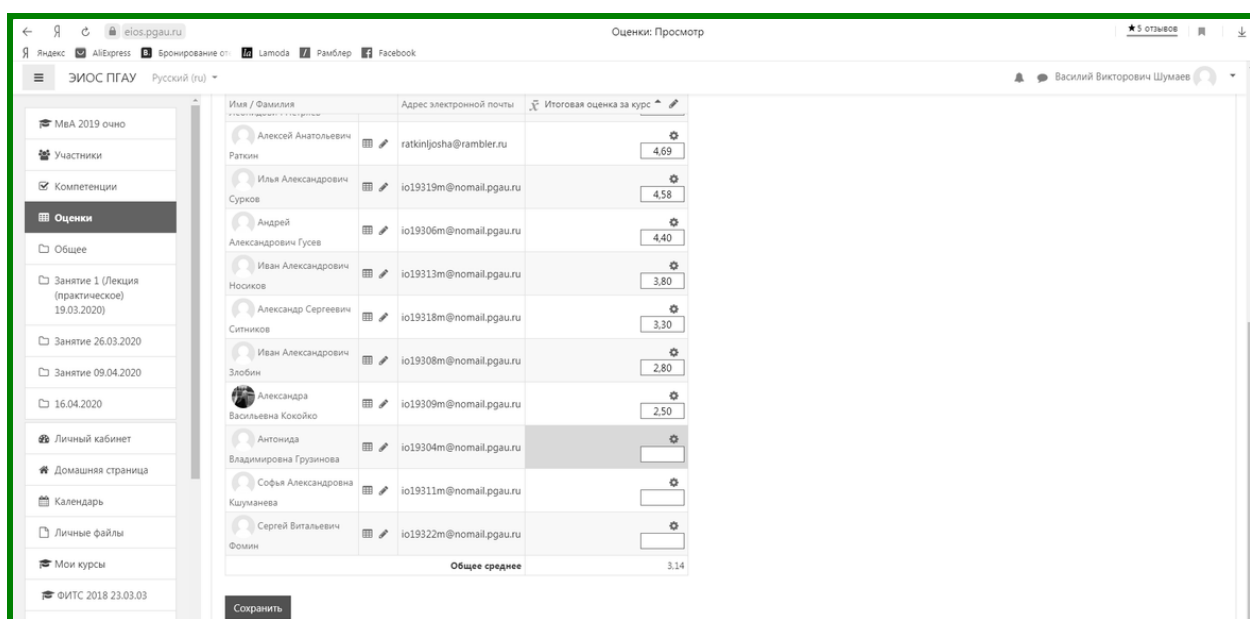 eios.pgau.ru
Оценки: Просмотр
★ 5 отзывов
Яндекс AliExpress Бронирование от La Lamoda Рамблер Facebook
ЭИОС ПГАУ Русский (ru)
Василий Викторович Шумаев
МвА 2019 очно
Участники
Компетенции
Оценки
Общее
Занятие 1 (Лекция
(практическое)
19.03.2020)
Занятие 26.03.2020
Занятие 09.04.2020
16.04.2020
Личный кабинет
Домашняя страница
Календарь
Личные файлы
Мои курсы
ФИТС 2018 23.03.03
Имя / Фамилия Адрес электронной почты Итоговая оценка за курс
Алексей Анатольевич
Раткин
ratkinljosha@rambler.ru
4,69
Илья Александрович
Сурков
io19319m@nomail.pgau.ru
4,58
Андрей
Александрович Гусев
io19306m@nomail.pgau.ru
4,40
Иван Александрович
Носиков
io19313m@nomail.pgau.ru
3,80
Александр Сергеевич
Ситников
io19318m@nomail.pgau.ru
3,30
Иван Александрович
Злобин
io19308m@nomail.pgau.ru
2,80
Александра
Васильевна Кокойко
io19309m@nomail.pgau.ru
2,50
Антонида
Владимировна Грузинова
io19304m@nomail.pgau.ru
Софья Александровна
Кшуманева
io19311m@nomail.pgau.ru
Сергей Витальевич
Фомин
io19322m@nomail.pgau.ru
Общее среднее 3,14
Сохранить